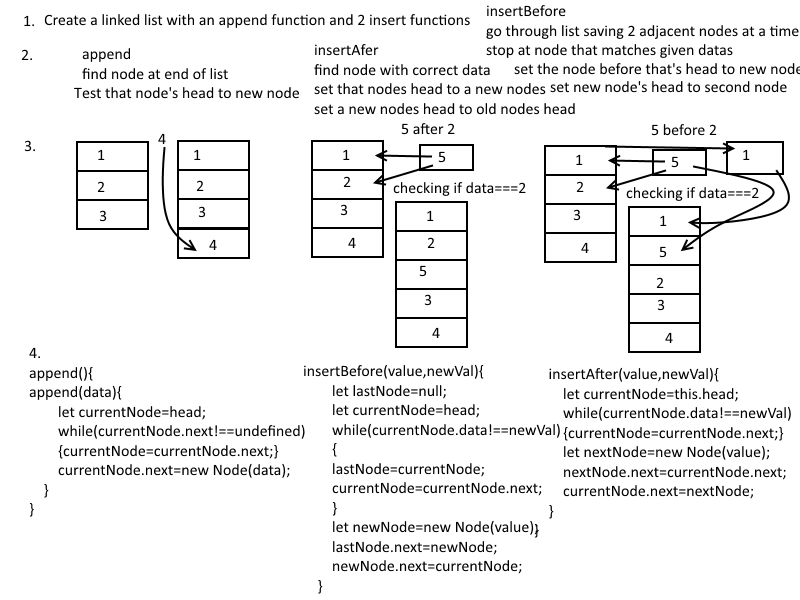 1. Create a linked list with an append function and 2 insert functions
2.
append
find node at end of list
Test that node's head to new node
insertAfer
find node with correct data
set that nodes head to a new nodes
set a new nodes head to old nodes head
insertBefore
go through list saving 2 adjacent nodes at a time
stop at node that matches given datas
set the node before that's head to new node
set new node's head to second node
3.
1
2
3
4
1
2
3
4
5 after 2
1
2
3
4
5
checking if data===2
1
2
5
3
4
5 before 2
1
2
3
4
5
1
checking if data===2
1
5
2
3
4
4.
append(){
append(data){
let currentNode=head;
while(currentNode.next!==undefined)
{currentNode=currentNode.next;}
currentNode.next=new Node(data);
}
}
insertBefore(value,newVal){
let lastNode=null;
let currentNode=head;
while(currentNode.data!==newVal)
{
lastNode=currentNode;
currentNode=currentNode.next;
}
let newNode=new Node(value);
lastNode.next=newNode;
newNode.next=currentNode;
}
insertAfter(value,newVal){
let currentNode=this.head;
while(currentNode.data!==newVal)
{currentNode=currentNode.next;}
let nextNode=new Node(value);
nextNode.next=currentNode.next;
currentNode.next=nextNode;
}
}